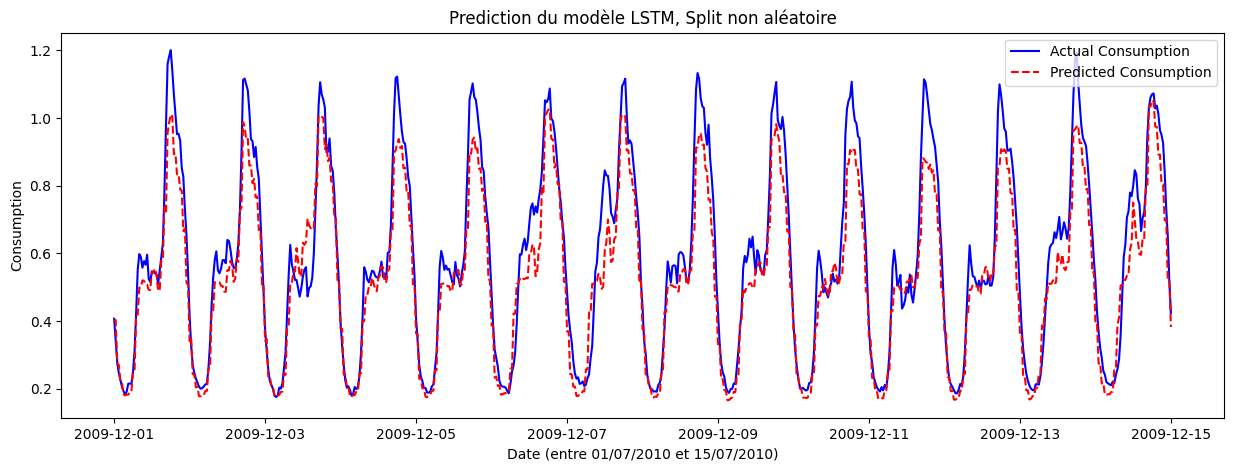 Prediction du modèle LSTM, Split non aléatoire
Actual Consumption
Predicted Consumption
Consumption
1.2
1.0
0.8
0.6
0.4
0.2
2009-12-01 2009-12-03 2009-12-05 2009-12-07 2009-12-09 2009-12-11 2009-12-13 2009-12-15
Date (entre 01/07/2010 et 15/07/2010)